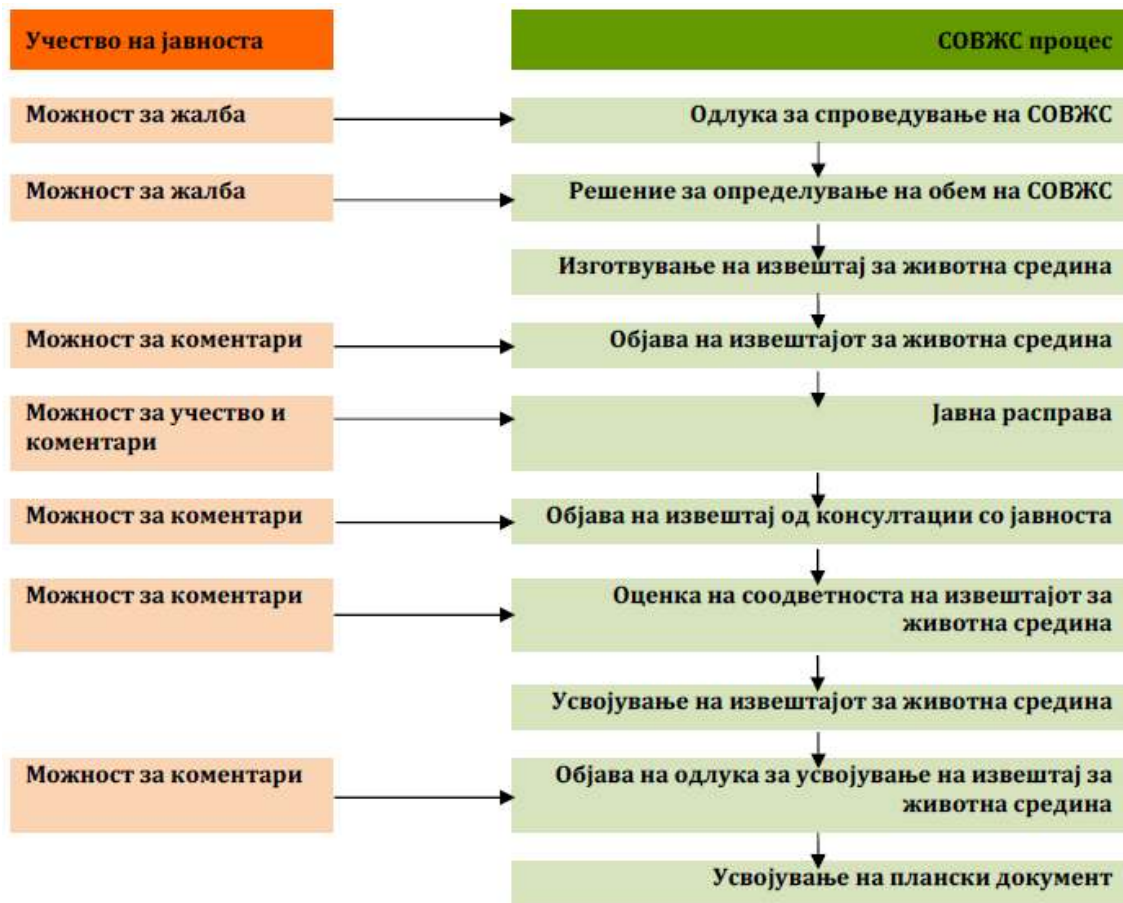 Учество на јавноста
СОВЖС процес
Можност за жалба
Одлука за спроведување на СОВЖС
Можност за жалба
Решение за определување на обем на СОВЖС
Изготвување на извештај за животна средина
Можност за коментари
Објава на извештајот за животна средина
Можност за учество и
коментари
Јавна расправа
Можност за коментари
Објава на извештај од консултации со јавноста
Можност за коментари
Оценка на соодветноста на извештајот за
животна средина
Усвојување на извештајот за животна средина
Можност за коментари
Објава на одлука за усвојување на извештај за
животна средина
Усвојување на плански документ